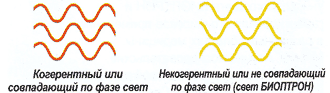 Когерентный или
совпадающий по фазе свет
Некогерентный или не совпадающий
по фазе свет (свет БИОПТРОН)